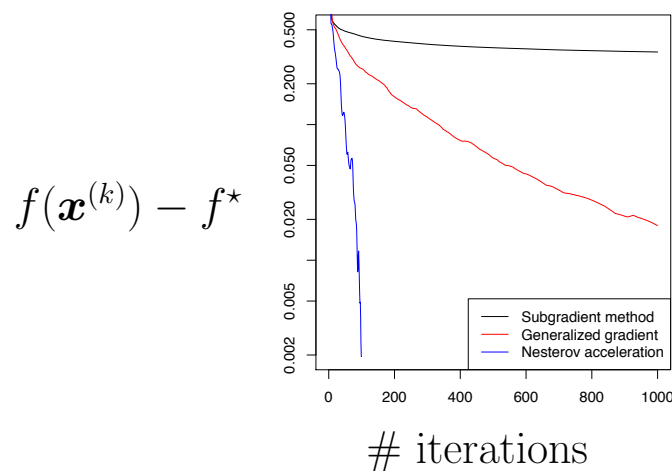 f(x^{(k)}) − f^⋆
0.500
0.200
0.050
0.020
0.005
0.002
0 200 400 600 800 1000
Subgradient method
Generalized gradient
Nesterov acceleration
# iterations